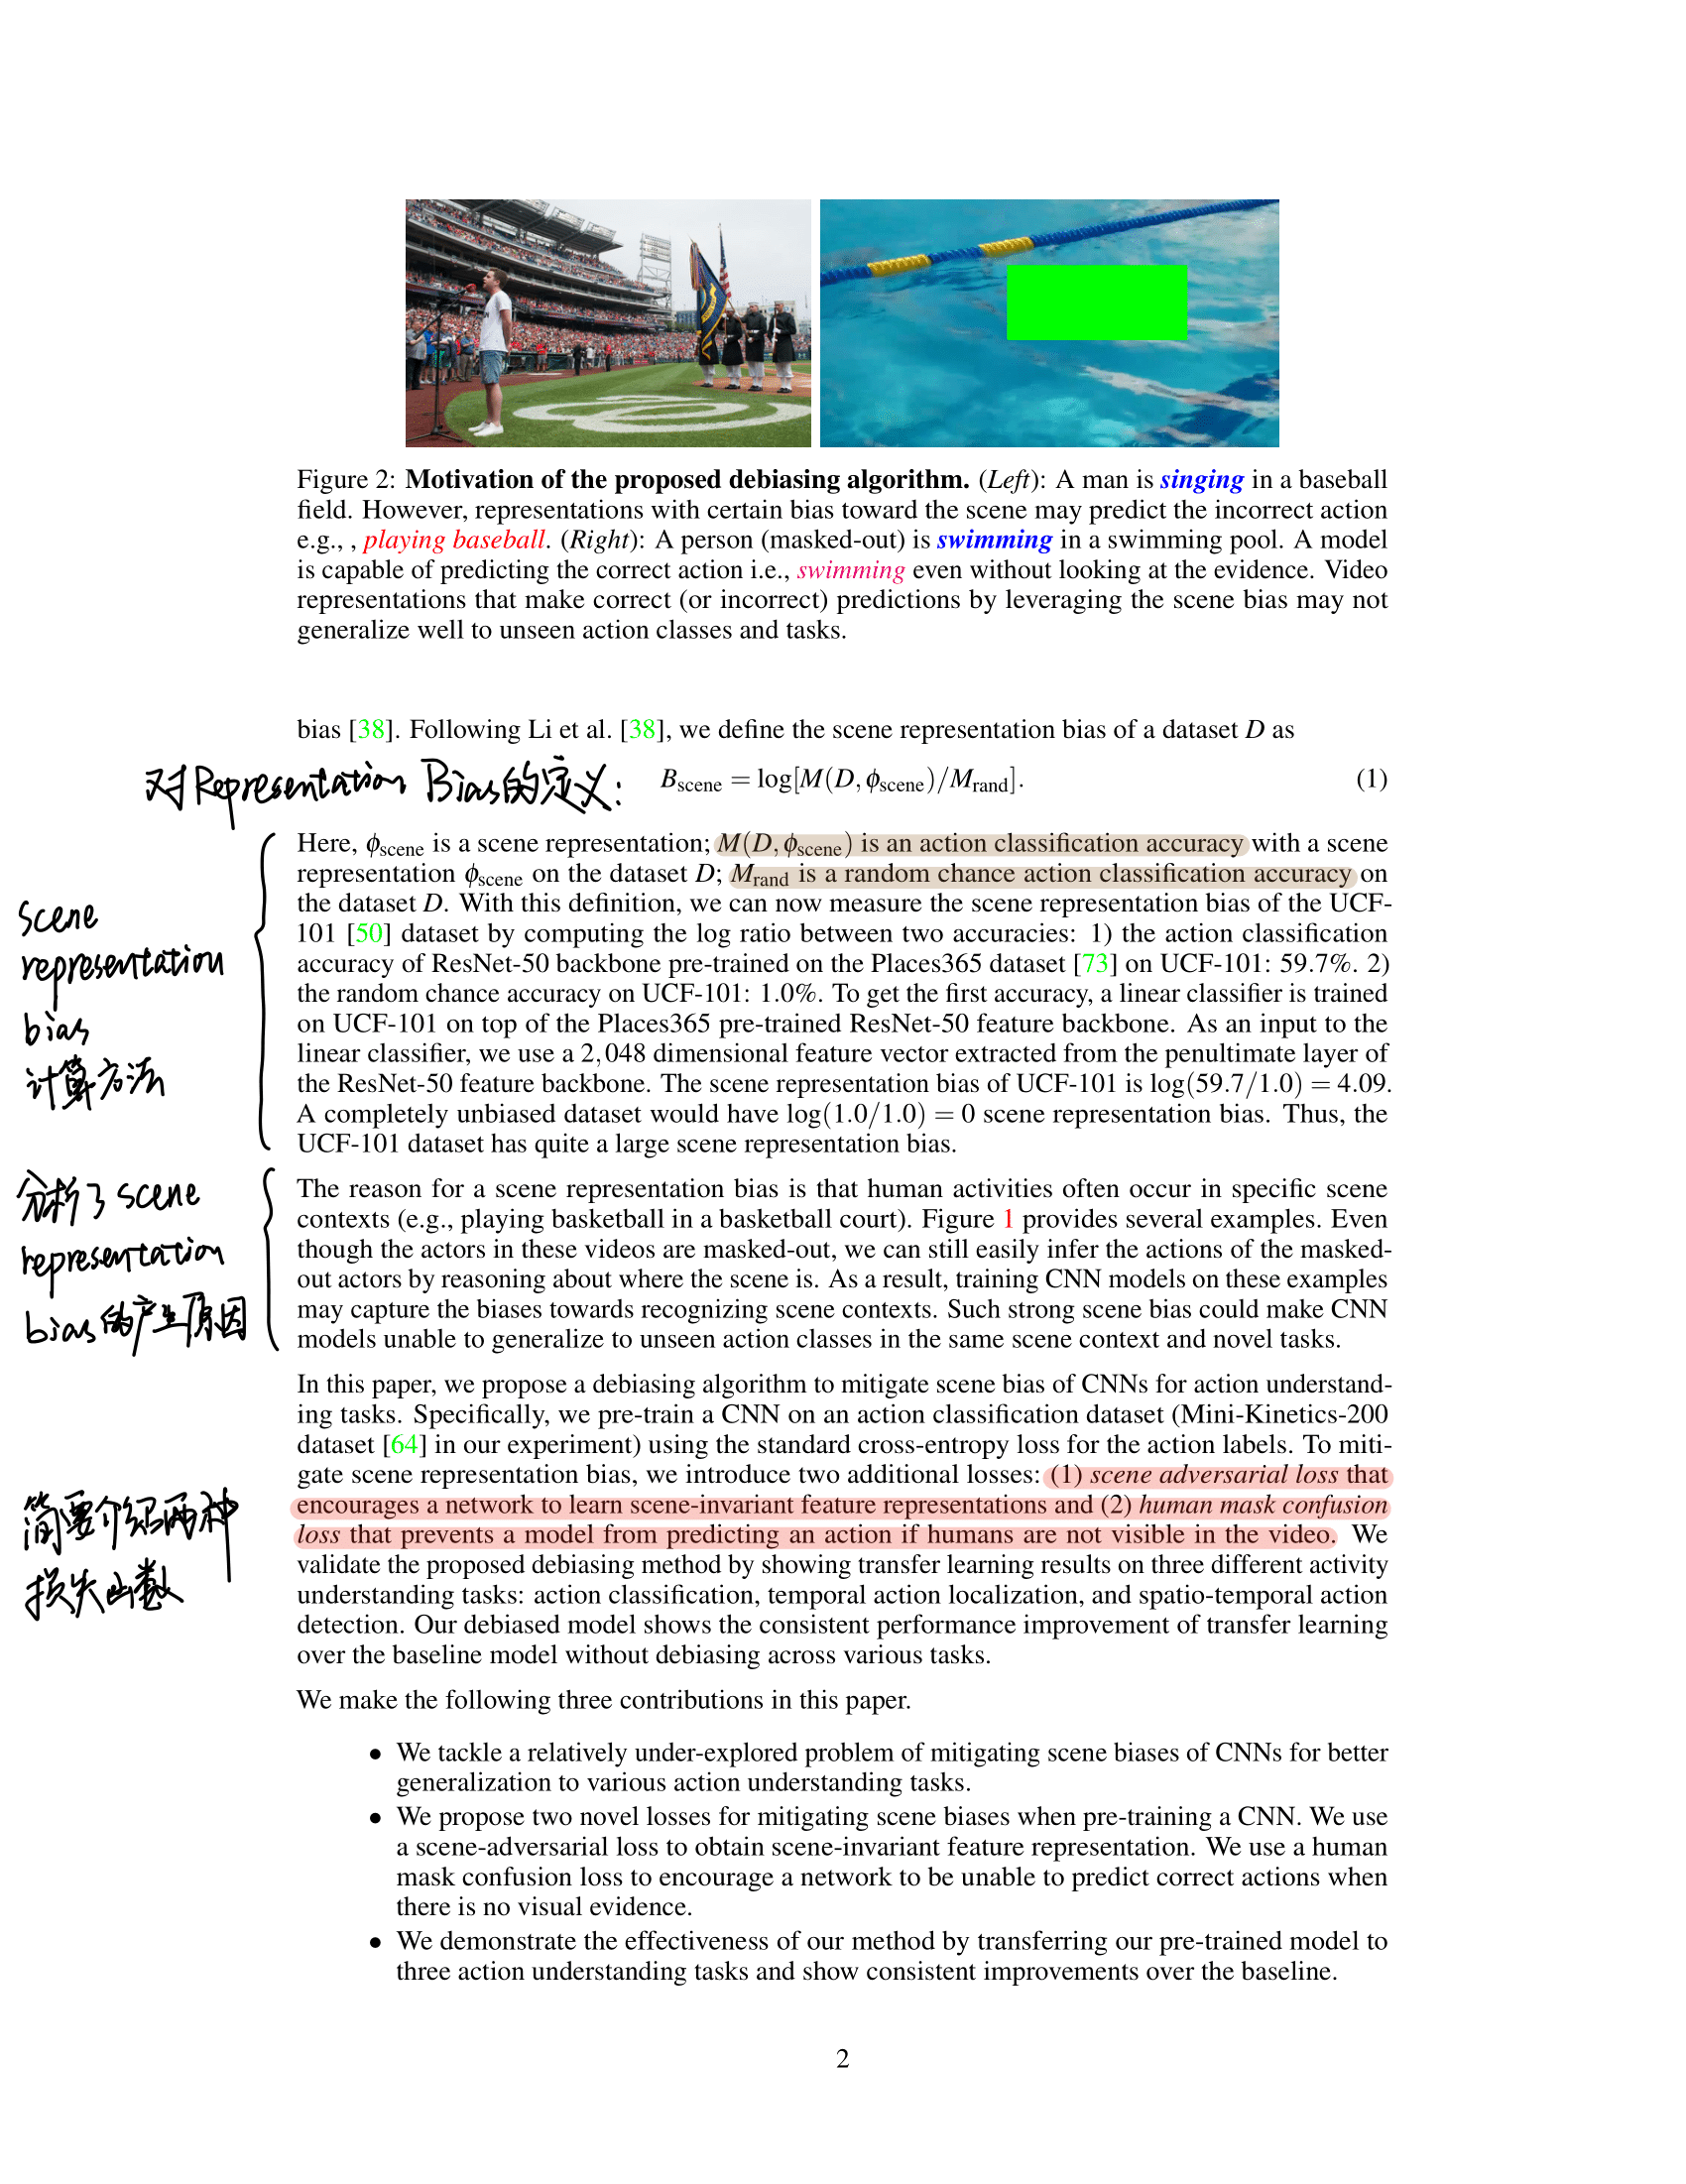 Figure 2: Motivation of the proposed debiasing algorithm. (Left): A man is singing in a baseball
field. However, representations with certain bias toward the scene may predict the incorrect action
e.g., , playing baseball. (Right): A person (masked-out) is swimming in a swimming pool. A model
is capable of predicting the correct action i.e., swimming even without looking at the evidence. Video
representations that make correct (or incorrect) predictions by leveraging the scene bias may not
generalize well to unseen action classes and tasks.
bias [38]. Following Li et al. [38], we define the scene representation bias of a dataset D as
对Representation Bias的定义:
B_scene = log[M(D, ϕ_scene)/M_rand]. (1)
scene
representation
bias
计算方法
Here, ϕ_scene is a scene representation; M(D, ϕ_scene) is an action classification accuracy with a scene
representation ϕ_scene on the dataset D; M_rand is a random chance action classification accuracy on
the dataset D. With this definition, we can now measure the scene representation bias of the UCF-
101 [50] dataset by computing the log ratio between two accuracies: 1) the action classification
accuracy of ResNet-50 backbone pre-trained on the Places365 dataset [73] on UCF-101: 59.7%. 2)
the random chance accuracy on UCF-101: 1.0%. To get the first accuracy, a linear classifier is trained
on UCF-101 on top of the Places365 pre-trained ResNet-50 feature backbone. As an input to the
linear classifier, we use a 2,048 dimensional feature vector extracted from the penultimate layer of
the ResNet-50 feature backbone. The scene representation bias of UCF-101 is log(59.7/1.0) = 4.09.
A completely unbiased dataset would have log(1.0/1.0) = 0 scene representation bias. Thus, the
UCF-101 dataset has quite a large scene representation bias.
分析了scene
representation
bias的产生原因
The reason for a scene representation bias is that human activities often occur in specific scene
contexts (e.g., playing basketball in a basketball court). Figure 1 provides several examples. Even
though the actors in these videos are masked-out, we can still easily infer the actions of the masked-
out actors by reasoning about where the scene is. As a result, training CNN models on these examples
may capture the biases towards recognizing scene contexts. Such strong scene bias could make CNN
models unable to generalize to unseen action classes in the same scene context and novel tasks.
简要介绍两种
损失函数
In this paper, we propose a debiasing algorithm to mitigate scene bias of CNNs for action understand-
ing tasks. Specifically, we pre-train a CNN on an action classification dataset (Mini-Kinetics-200
dataset [64] in our experiment) using the standard cross-entropy loss for the action labels. To miti-
gate scene representation bias, we introduce two additional losses: (1) scene adversarial loss that
encourages a network to learn scene-invariant feature representations and (2) human mask confusion
loss that prevents a model from predicting an action if humans are not visible in the video. We
validate the proposed debiasing method by showing transfer learning results on three different activity
understanding tasks: action classification, temporal action localization, and spatio-temporal action
detection. Our debiased model shows the consistent performance improvement of transfer learning
over the baseline model without debiasing across various tasks.
We make the following three contributions in this paper.
• We tackle a relatively under-explored problem of mitigating scene biases of CNNs for better
generalization to various action understanding tasks.
• We propose two novel losses for mitigating scene biases when pre-training a CNN. We use
a scene-adversarial loss to obtain scene-invariant feature representation. We use a human
mask confusion loss to encourage a network to be unable to predict correct actions when
there is no visual evidence.
• We demonstrate the effectiveness of our method by transferring our pre-trained model to
three action understanding tasks and show consistent improvements over the baseline.
2